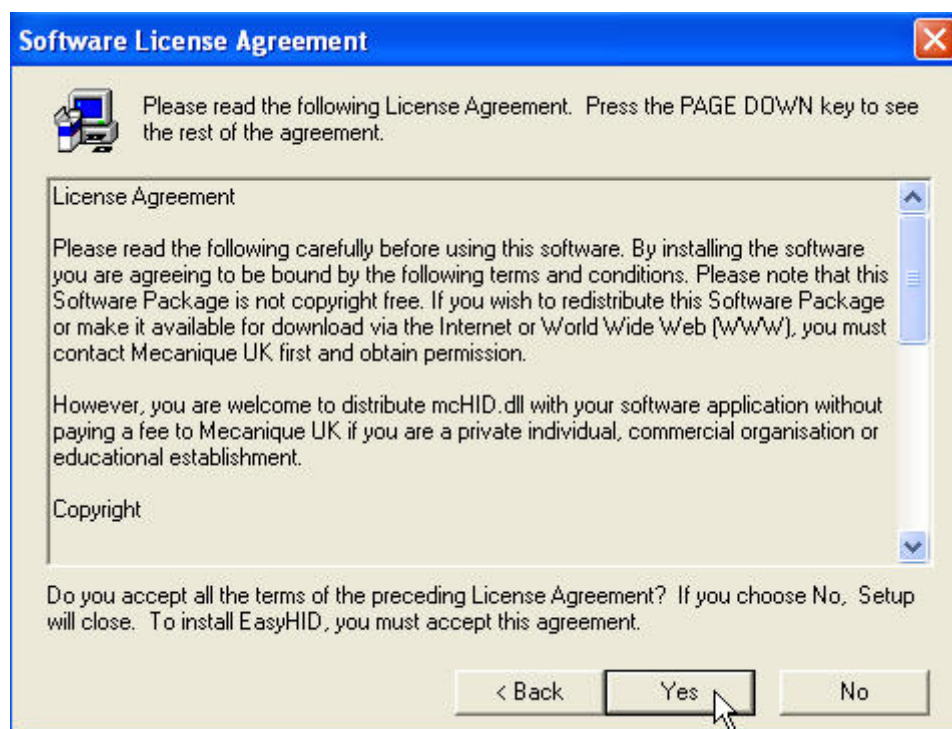 Software License Agreement
Please read the following License Agreement. Press the PAGE DOWN key to see
the rest of the agreement.
License Agreement
Please read the following carefully before using this software. By installing the software
you are agreeing to be bound by the following terms and conditions. Please note that this
Software Package is not copyright free. If you wish to redistribute this Software Package
or make it available for download via the Internet or World Wide Web (WWW), you must
contact Mecanique UK first and obtain permission.
However, you are welcome to distribute mcHID.dll with your software application without
paying a fee to Mecanique UK if you are a private individual, commercial organisation or
educational establishment.
Copyright
Do you accept all the terms of the preceding License Agreement? If you choose No, Setup
will close. To install EasyHID, you must accept this agreement.
< Back Yes No